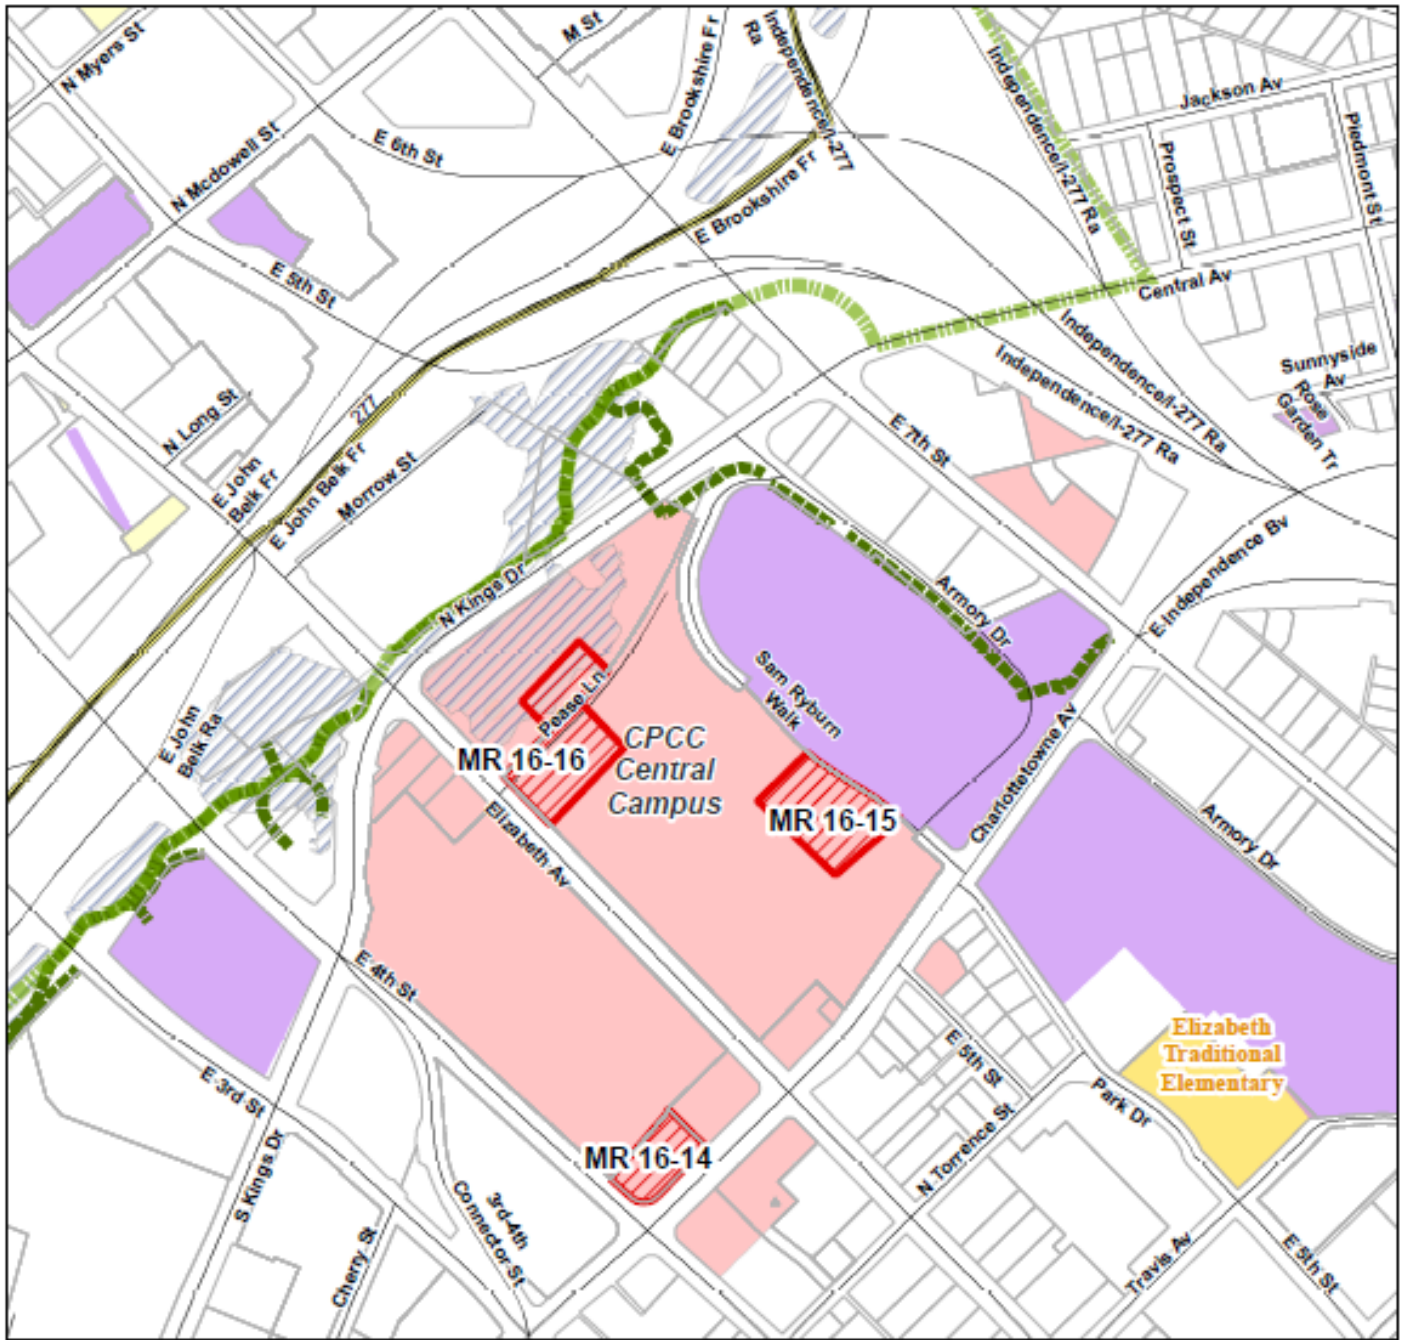 N Myers St
M St
E Brookshire Fr
Independence/I-277
Ra
Independence/I-277 Ra
Jackson Av
Piedmont St
Prospect St
E 6th St
N Mcdowell St
E Brookshire Fr
E 5th St
Central Av
Independence/I-277 Ra
Independence/I-277 Ra
Sunnyside
Av
Rose
Garden Tr
N Long St
277
E John
Belk Fr
E John Belk Fr
Morrow St
E 7th St
E Independence Bv
N Kings Dr
Armory Dr
Sam Ryburn
Walk
Pease Ln
E John
Belk Ra
MR 16-16
CPCC
Central
Campus
MR 16-15
Charlottetowne Av
Armory Dr
Elizabeth Av
E 4th St
E 3rd St
S Kings Dr
Cherry St
3rd-4th
Connector St
MR 16-14
E 5th St
N Torrence St
Park Dr
Elizabeth
Traditional
Elementary
Travis Av
E 5th St